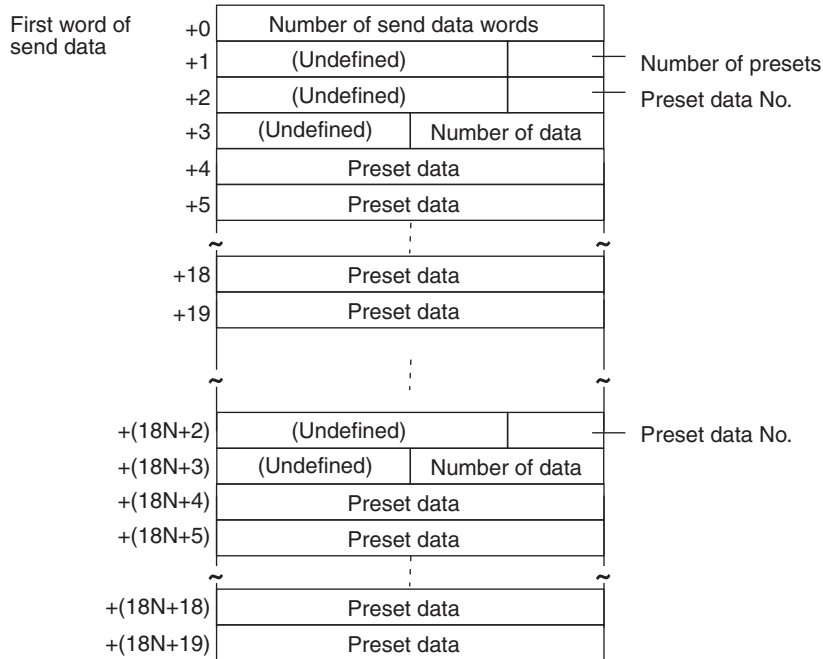 First word of
send data
+0 Number of send data words
+1 (Undefined) Number of presets
+2 (Undefined) Preset data No.
+3 (Undefined) Number of data
+4 Preset data
+5 Preset data
~ ~
+18 Preset data
+19 Preset data
~ ~
+(18N+2) (Undefined) Preset data No.
+(18N+3) (Undefined) Number of data
+(18N+4) Preset data
+(18N+5) Preset data
~ ~
+(18N+18) Preset data
+(18N+19) Preset data